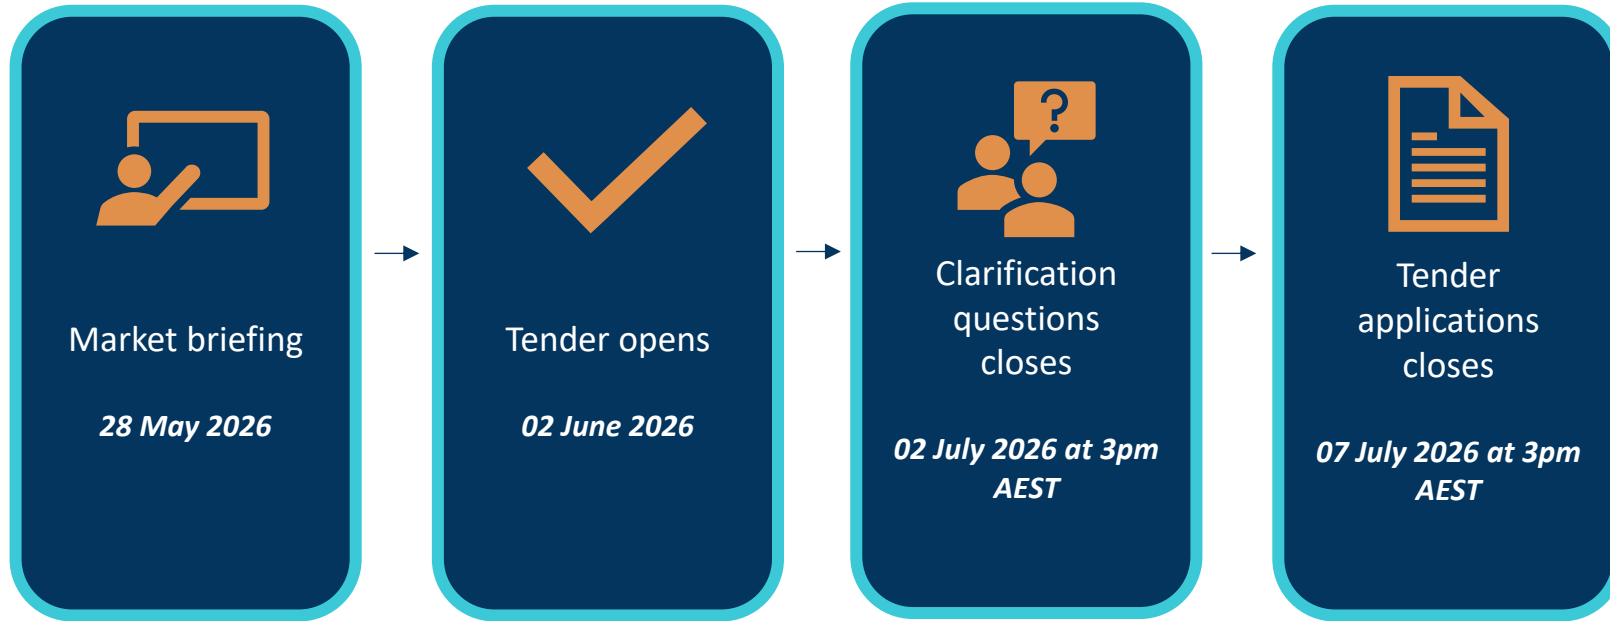 Market briefing
28 May 2026
Tender opens
02 June 2026
?
Clarification
questions
closes
02 July 2026 at 3pm
AEST
Tender
applications
closes
07 July 2026 at 3pm
AEST